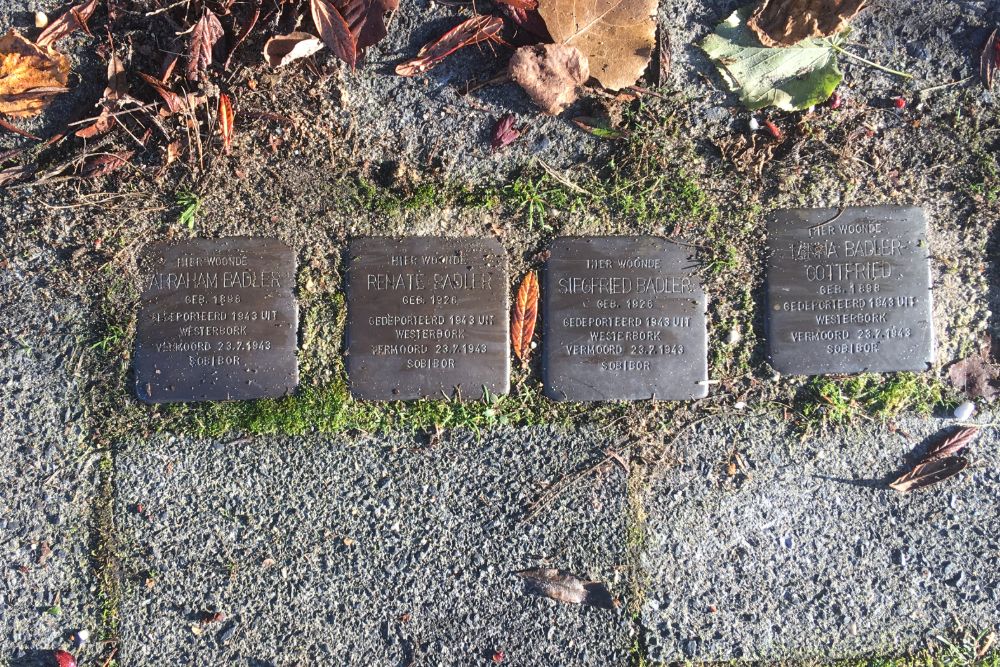 HIER WOONDE
ABRAHAM BADLER
GEB. 1898
GEDEPORTEERD 1943 UIT
WESTERBORK
VERMOORD 23.7.1943
SOBIBOR
HIER WOONDE
RENATE BADLER
GEB. 1926
GEDEPORTEERD 1943 UIT
WESTERBORK
VERMOORD 23.7.1943
SOBIBOR
HIER WOONDE
SIEGFRIED BADLER
GEB. 1926
GEDEPORTEERD 1943 UIT
WESTERBORK
VERMOORD 23.7.1943
SOBIBOR
HIER WOONDE
BADLER
GOTTFRIED
GEB. 1898
GEDEPORTEERD 1943 UIT
WESTERBORK
VERMOORD 23.7.1943
SOBIBOR